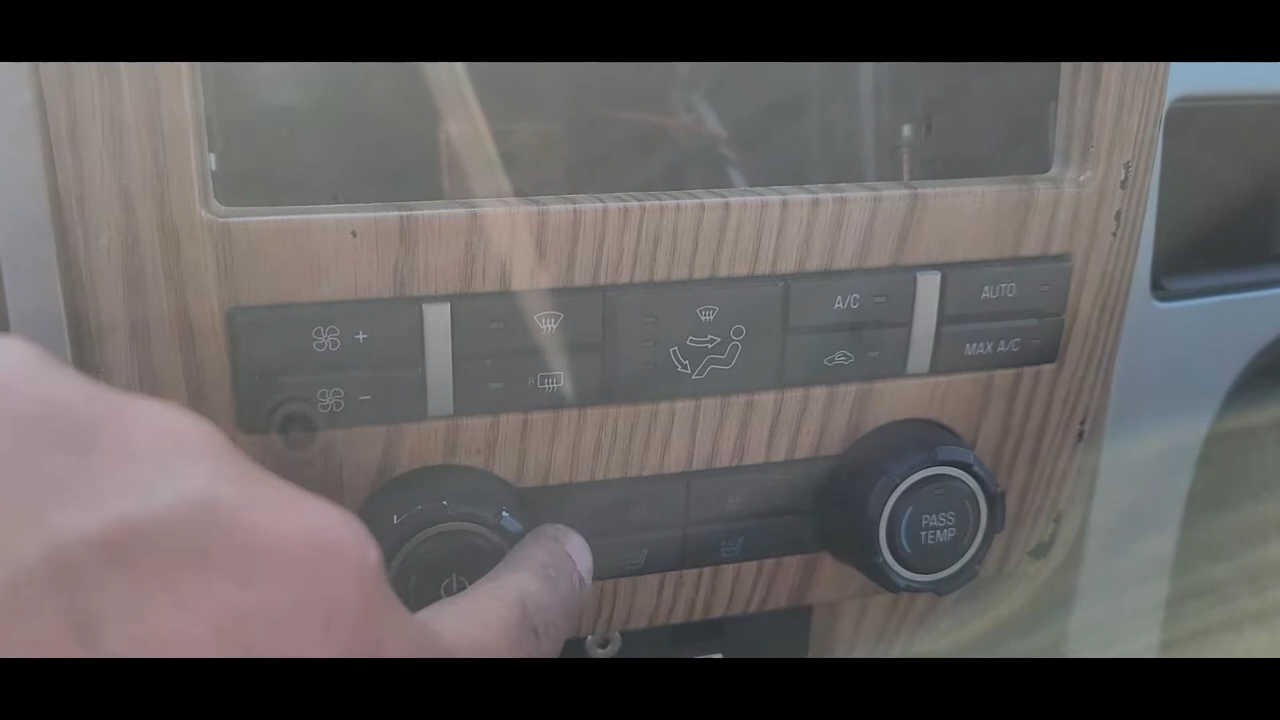 +
A/C
AUTO
−
R
MAX A/C
PASS
TEMP